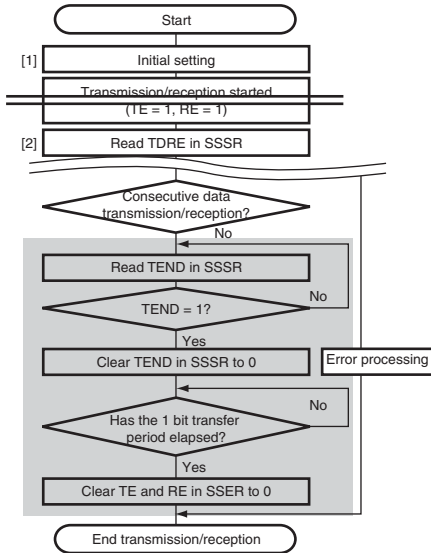 Start
[1]
Initial setting
Transmission/reception started
(TE = 1, RE = 1)
[2]
Read TDRE in SSSR
Consecutive data
transmission/reception?
No
Read TEND in SSSR
No
TEND = 1?
Yes
Clear TEND in SSSR to 0
Error processing
No
Has the 1 bit transfer
period elapsed?
Yes
Clear TE and RE in SSER to 0
End transmission/reception